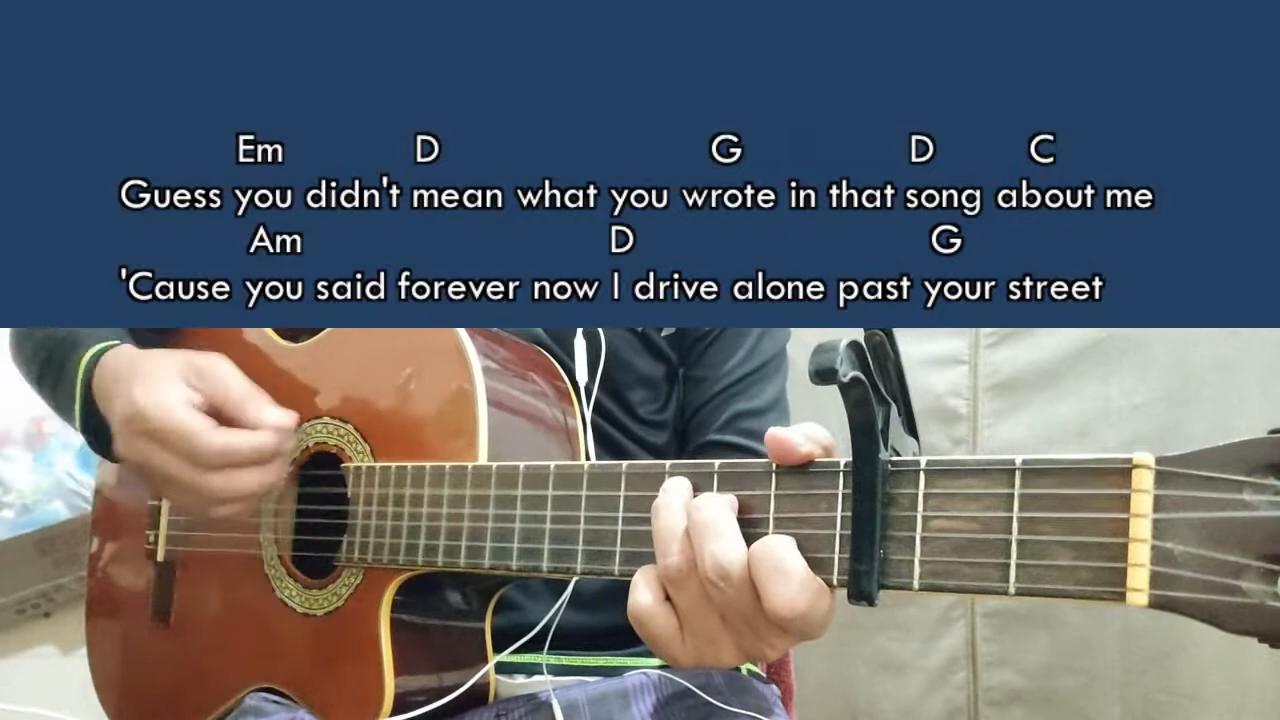 Em D G D C
Guess you didn't mean what you wrote in that song about me
Am D G
'Cause you said forever now I drive alone past your street